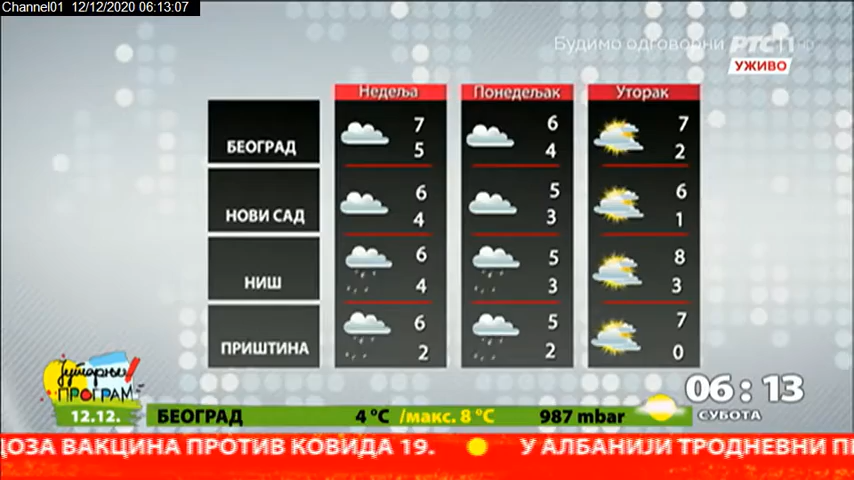 Channel01 12/12/2020 06:13:07
Будимо одговорни РТС11 HD
УЖИВО
Недеља Понедељак Уторак
БЕОГРАД 7 5 6 4 7 2
НОВИ САД 6 4 5 3 6 1
НИШ 6 4 5 3 8 3
ПРИШТИНА 6 2 5 2 7 0
Јутарњи
ПРОГРАМ
06:13
СУБОТА
12.12. БЕОГРАД 4 °C /макс. 8 °C 987 mbar
ДОЗА ВАКЦИНА ПРОТИВ КОВИДА 19. У АЛБАНИЈИ ТРОДНЕВНИ